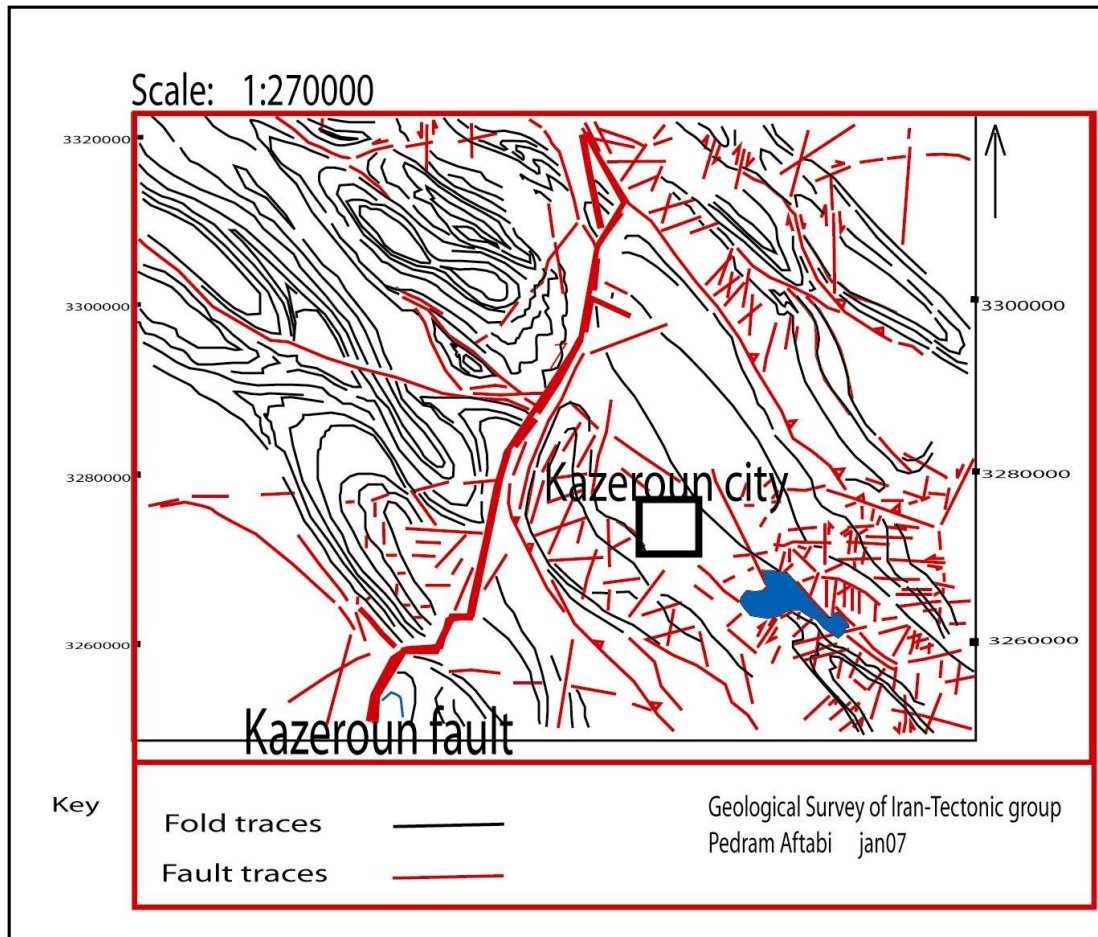 Scale: 1:270000
3320000
3300000
3300000
3280000
Kazeroun city
3280000
3260000
3260000
Kazeroun fault
Key
Fold traces
Fault traces
Geological Survey of Iran-Tectonic group
Pedram Aftabi jan07